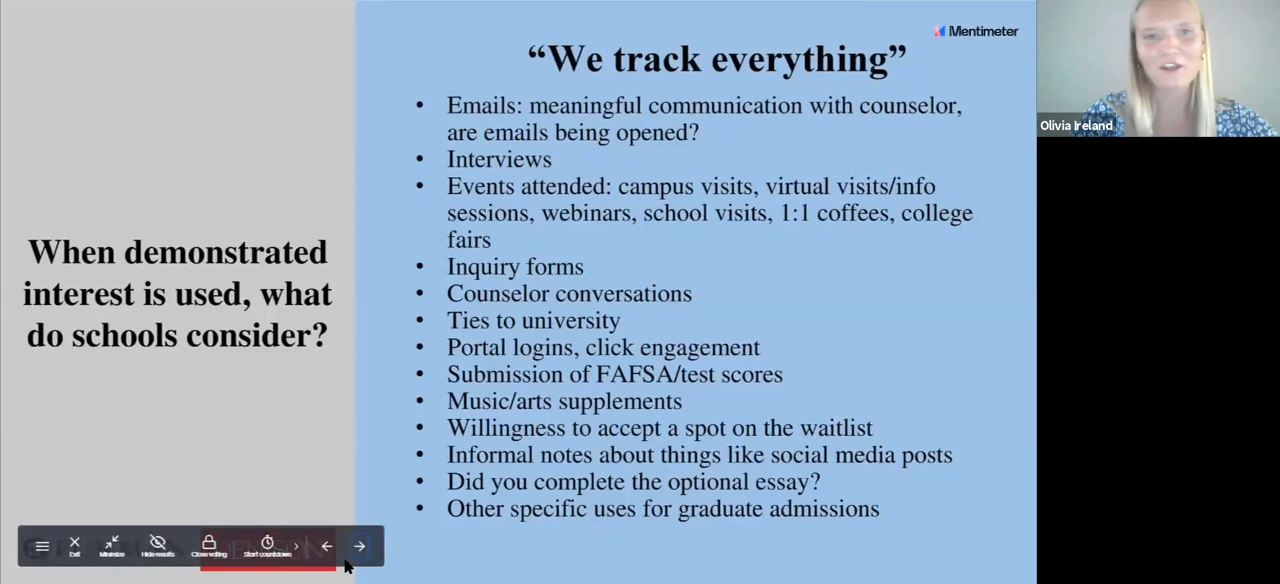 Mentimeter
“We track everything”
• Emails: meaningful communication with counselor,
are emails being opened?
• Interviews
• Events attended: campus visits, virtual visits/info
sessions, webinars, school visits, 1:1 coffees, college
fairs
• Inquiry forms
• Counselor conversations
• Ties to university
• Portal logins, click engagement
• Submission of FAFSA/test scores
• Music/arts supplements
• Willingness to accept a spot on the waitlist
• Informal notes about things like social media posts
• Did you complete the optional essay?
• Other specific uses for graduate admissions
When demonstrated
interest is used, what
do schools consider?
Olivia Ireland
Exit
Minimize
Hide results
Close voting
Start countdown